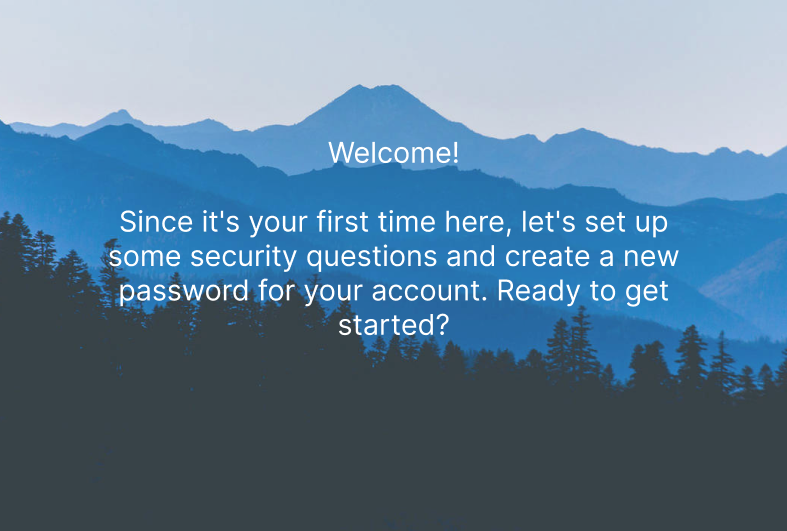 Welcome!
Since it's your first time here, let's set up
some security questions and create a new
password for your account. Ready to get
started?